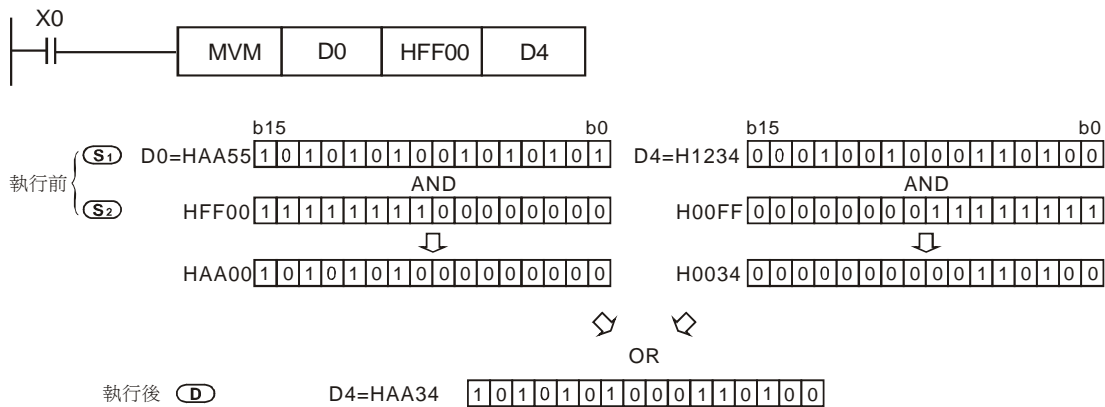 X0
MVM D0 HFF00 D4
b15 b0 b15 b0
執行前 S1 D0=HAA55 1 0 1 0 1 0 1 0 0 1 0 1 0 1 0 1 D4=H1234 0 0 0 1 0 0 1 0 0 0 1 1 0 1 0 0
AND AND
S2 HFF00 1 1 1 1 1 1 1 1 0 0 0 0 0 0 0 0 H00FF 0 0 0 0 0 0 0 0 1 1 1 1 1 1 1 1
HAA00 1 0 1 0 1 0 1 0 0 0 0 0 0 0 0 0 H0034 0 0 0 0 0 0 0 0 0 0 1 1 0 1 0 0
OR
執行後 D D4=HAA34 1 0 1 0 1 0 1 0 0 0 1 1 0 1 0 0